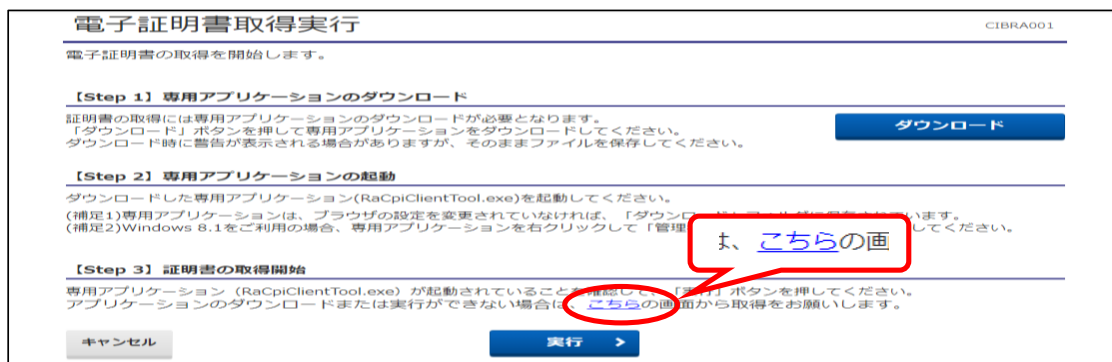 電子証明書取得実行
CIBRA001
電子証明書の取得を開始します。
【Step 1】専用アプリケーションのダウンロード
証明書の取得には専用アプリケーションのダウンロードが必要となります。
「ダウンロード」ボタンを押して専用アプリケーションをダウンロードしてください。
ダウンロード時に警告が表示される場合がありますが、そのままファイルを保存してください。
ダウンロード
【Step 2】専用アプリケーションの起動
ダウンロードした専用アプリケーション(RaCpiClientTool.exe)を起動してください。
(補足1)専用アプリケーションは、ブラウザの設定を変更されていなければ、「ダウンロード」フォルダに保存されています。
(補足2)Windows 8.1をご利用の場合、専用アプリケーションを右クリックして「管理 してください。
は、こちらの画
【Step 3】証明書の取得開始
専用アプリケーション（RaCpiClientTool.exe）が起動されていることを確認して、「実行」ボタンを押してください。
アプリケーションのダウンロードまたは実行ができない場合は、こちらの画面から取得をお願いします。
キャンセル
実行 >